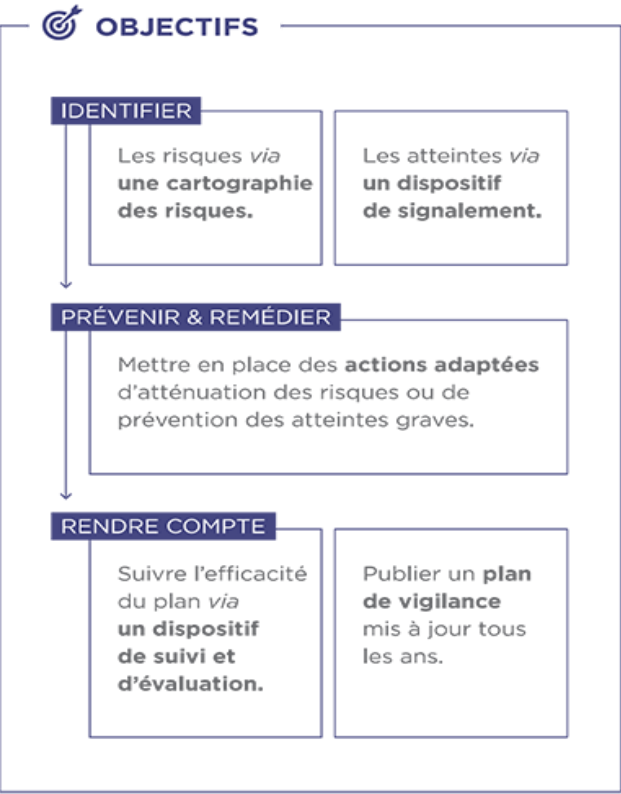 OBJECTIFS
IDENTIFIER
Les risques via
une cartographie
des risques.
Les atteintes via
un dispositif
de signalement.
PRÉVENIR & REMÉDIER
Mettre en place des actions adaptées
d’atténuation des risques ou de
prévention des atteintes graves.
RENDRE COMPTE
Suivre l’efficacité
du plan via
un dispositif
de suivi et
d’évaluation.
Publier un plan
de vigilance
mis à jour tous
les ans.